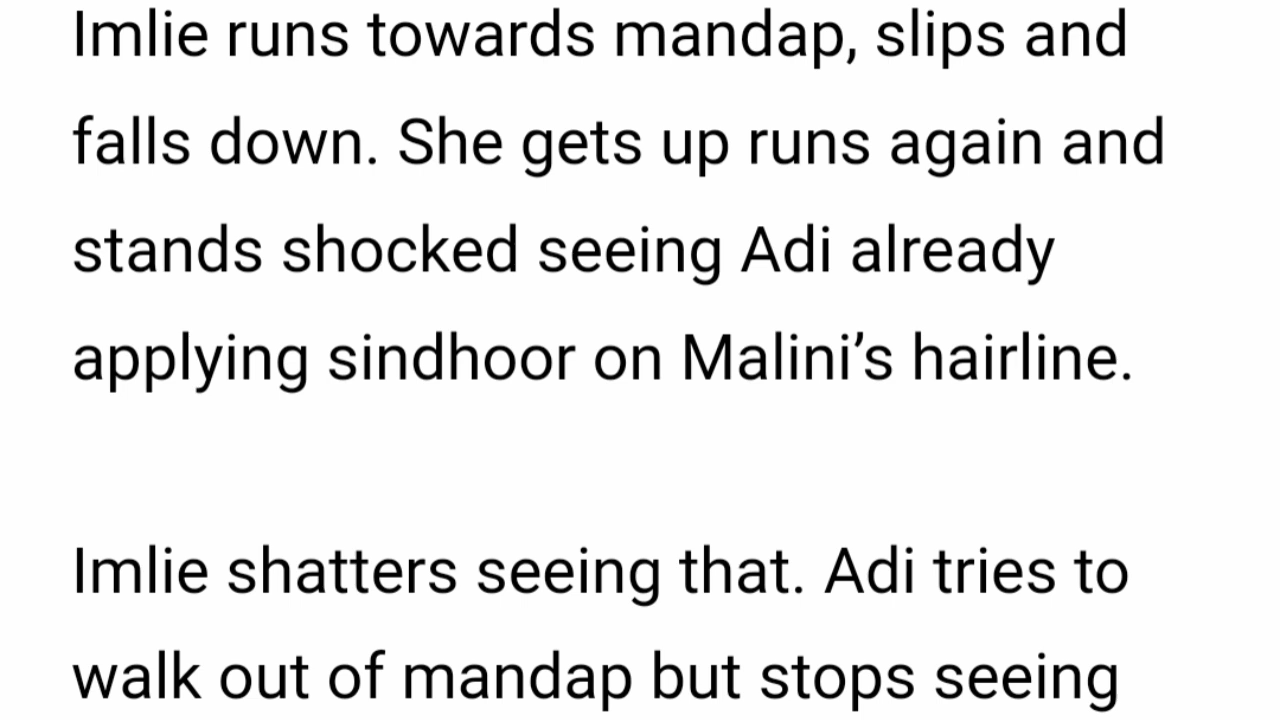 Imlie runs towards mandap, slips and
falls down. She gets up runs again and
stands shocked seeing Adi already
applying sindhoor on Malini’s hairline.
Imlie shatters seeing that. Adi tries to
walk out of mandap but stops seeing